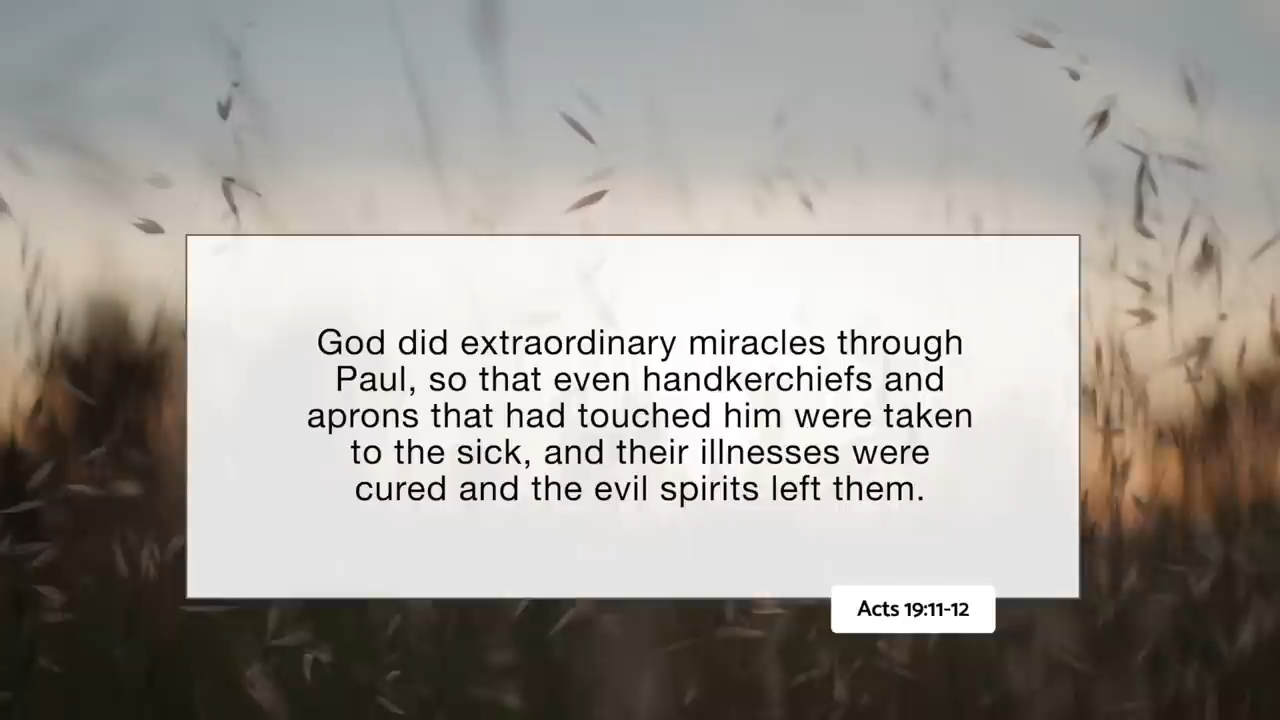 God did extraordinary miracles through
Paul, so that even handkerchiefs and
aprons that had touched him were taken
to the sick, and their illnesses were
cured and the evil spirits left them.
Acts 19:11-12